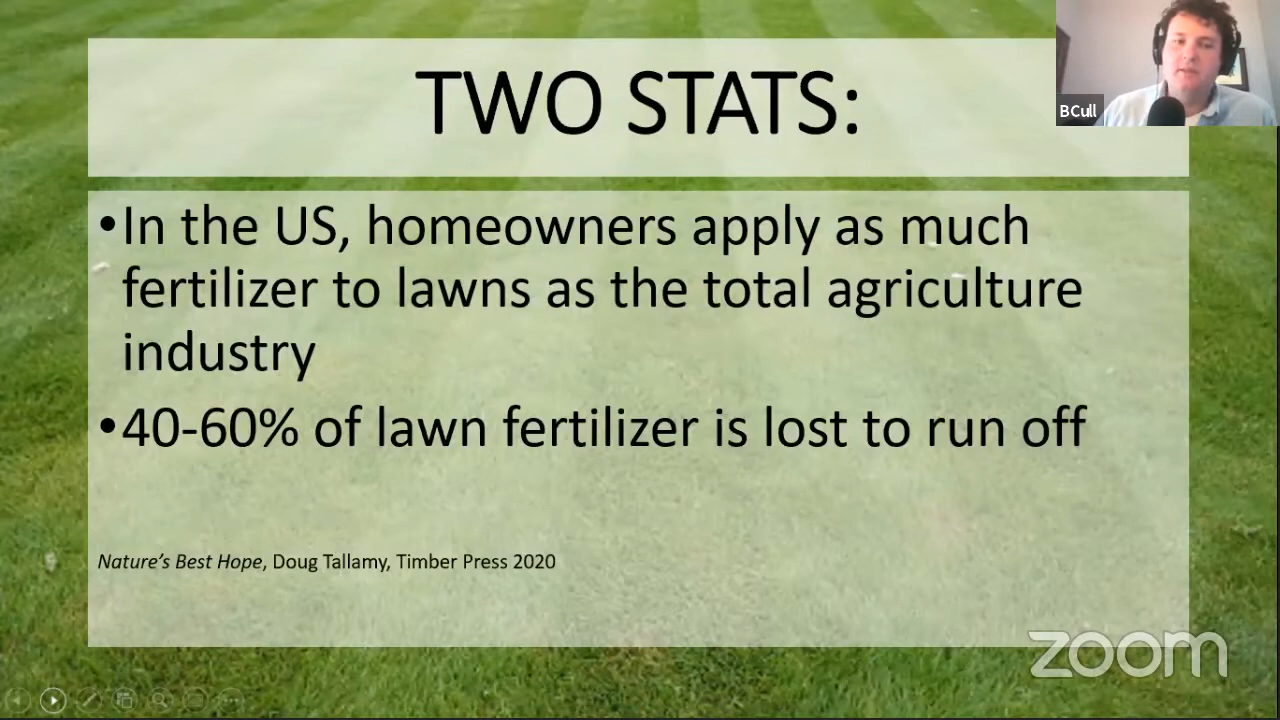 TWO STATS:
BCull
•In the US, homeowners apply as much
fertilizer to lawns as the total agriculture
industry
•40-60% of lawn fertilizer is lost to run off
Nature's Best Hope, Doug Tallamy, Timber Press 2020
zoom